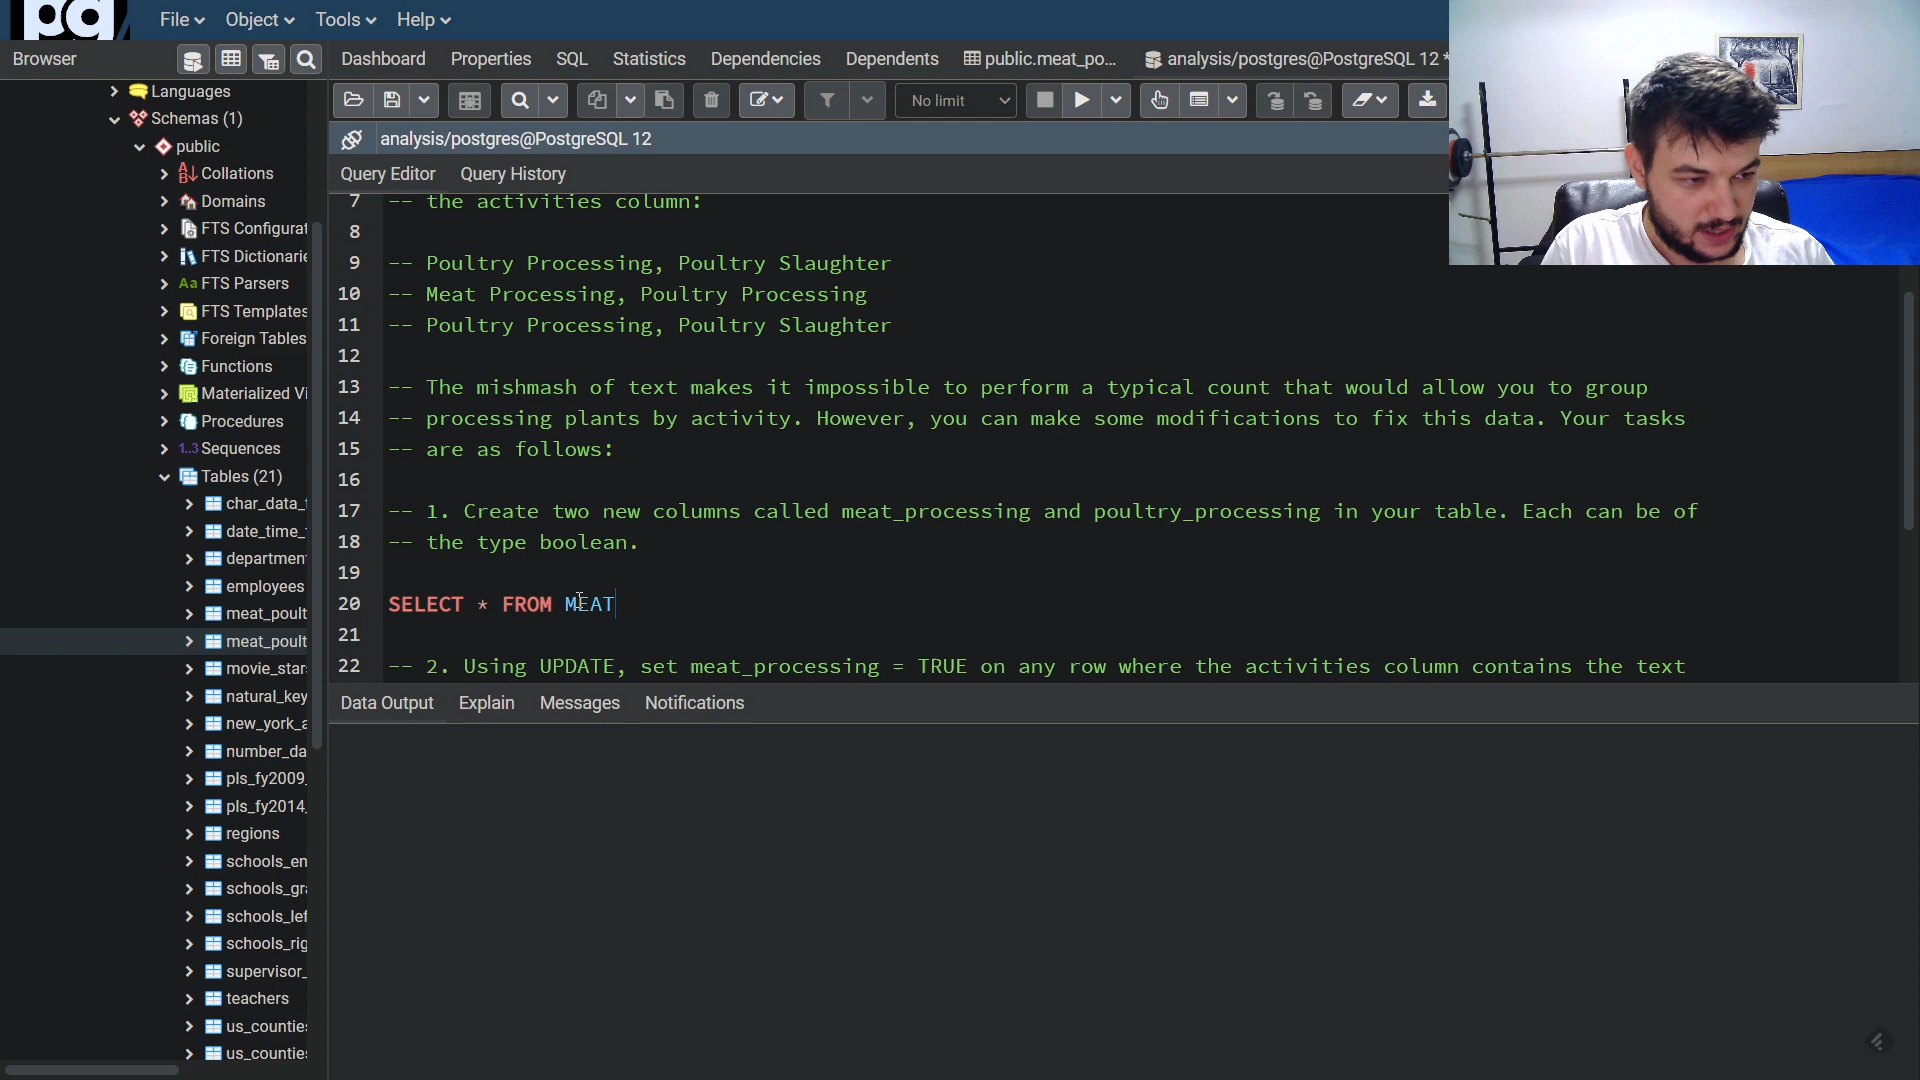 pg
File
Object
Tools
Help
Browser
Dashboard
Properties
SQL
Statistics
Dependencies
Dependents
public.meat_po...
analysis/postgres@PostgreSQL 12 *
No limit
analysis/postgres@PostgreSQL 12
Query Editor
Query History
Languages
Schemas (1)
public
Collations
Domains
FTS Configurat
FTS Dictionarie
Aa FTS Parsers
FTS Templates
Foreign Tables
Functions
Materialized Vi
Procedures
1..3 Sequences
Tables (21)
char_data_
date_time_
departmen
employees
meat_poult
meat_poult
movie_star
natural_key
new_york_a
number_da
pls_fy2009_
pls_fy2014_
regions
schools_en
schools_gra
schools_lef
schools_rig
supervisor_
teachers
us_countie
us_countie
7 -- the activities column:
8
9 -- Poultry Processing, Poultry Slaughter
10 -- Meat Processing, Poultry Processing
11 -- Poultry Processing, Poultry Slaughter
12
13 -- The mishmash of text makes it impossible to perform a typical count that would allow you to group
14 -- processing plants by activity. However, you can make some modifications to fix this data. Your tasks
15 -- are as follows:
16
17 -- 1. Create two new columns called meat_processing and poultry_processing in your table. Each can be of
18 -- the type boolean.
19
20 SELECT * FROM MEAT
21
22 -- 2. Using UPDATE, set meat_processing = TRUE on any row where the activities column contains the text
Data Output
Explain
Messages
Notifications